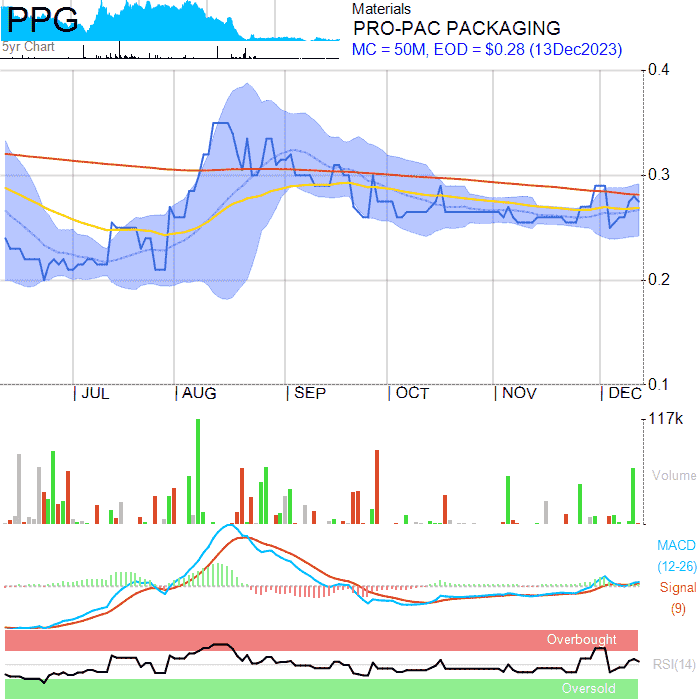 PPG
5yr Chart
Materials
PRO-PAC PACKAGING
MC = 50M, EOD = $0.28 (13Dec2023)
0.4
0.3
0.2
0.1
JUL
AUG
SEP
OCT
NOV
DEC
117k
Volume
MACD
(12-26)
Signal
(9)
Overbought
RSI(14)
Oversold